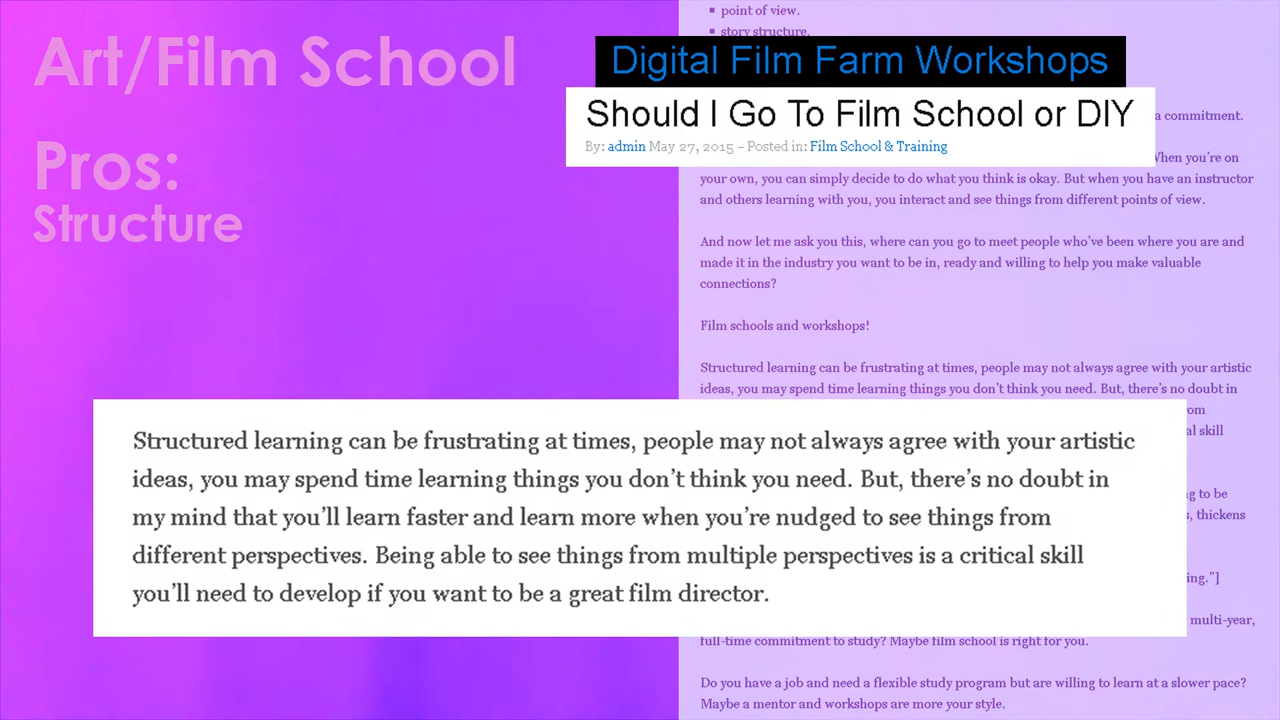 Art/Film School
Pros:
Structure
▪ point of view.
▪ story structure.
Digital Film Farm Workshops
Should I Go To Film School or DIY
By: admin May 27, 2015 – Posted in: Film School & Training
a commitment.
When you're on
your own, you can simply decide to do what you think is okay. But when you have an instructor
and others learning with you, you interact and see things from different points of view.
And now let me ask you this, where can you go to meet people who've been where you are and
made it in the industry you want to be in, ready and willing to help you make valuable
connections?
Film schools and workshops!
Structured learning can be frustrating at times, people may not always agree with your artistic
ideas, you may spend time learning things you don't think you need. But, there's no doubt in
Structured learning can be frustrating at times, people may not always agree with your artistic
ideas, you may spend time learning things you don't think you need. But, there's no doubt in
my mind that you'll learn faster and learn more when you're nudged to see things from
different perspectives. Being able to see things from multiple perspectives is a critical skill
you'll need to develop if you want to be a great film director.
skill
to be
thickens
multi-year,
full-time commitment to study? Maybe film school is right for you.
Do you have a job and need a flexible study program but are willing to learn at a slower pace?
Maybe a mentor and workshops are more your style.